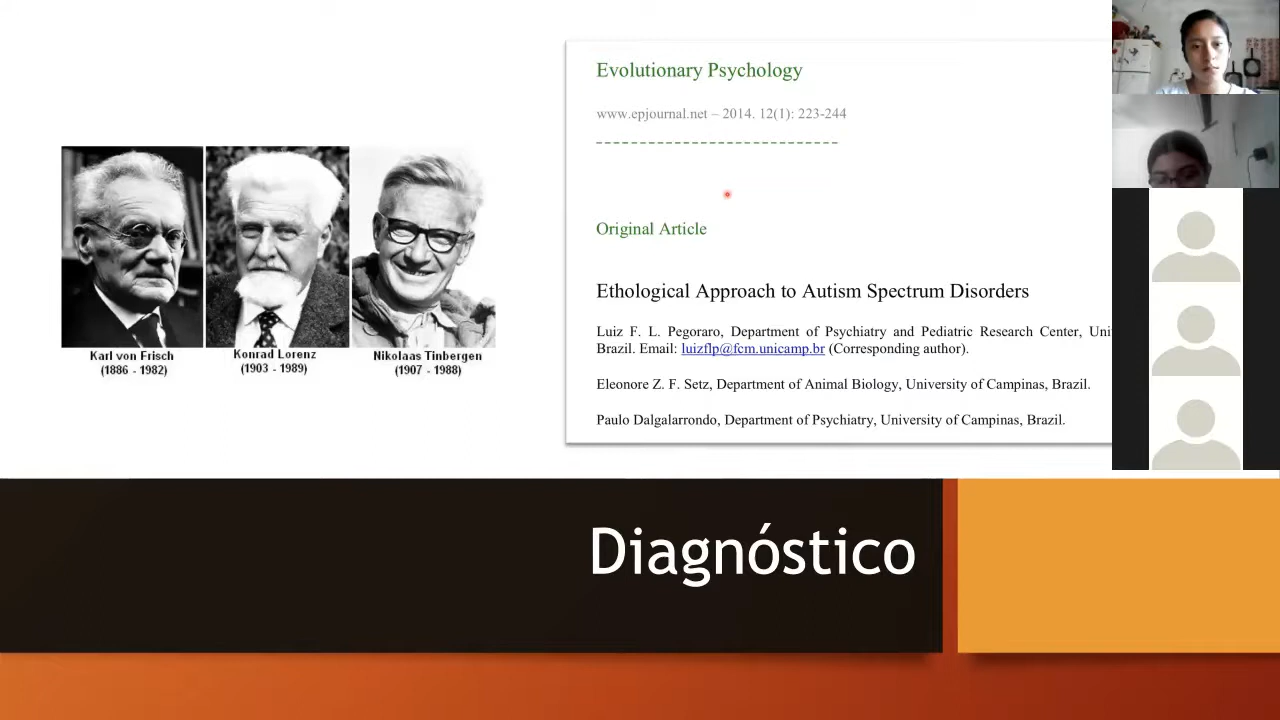 Evolutionary Psychology
www.epjournal.net – 2014. 12(1): 223-244
Original Article
Ethological Approach to Autism Spectrum Disorders
Luiz F. L. Pegoraro, Department of Psychiatry and Pediatric Research Center,
Brazil. Email: luizflp@fcm.unicamp.br (Corresponding author).
Eleonore Z. F. Setz, Department of Animal Biology, University of Campinas, Brazil.
Paulo Dalgalarrondo, Department of Psychiatry, University of Campinas, Brazil.
Karl von Frisch
(1886 - 1982)
Konrad Lorenz
(1903 - 1989)
Nikolaas Tinbergen
(1907 - 1988)
Diagnóstico